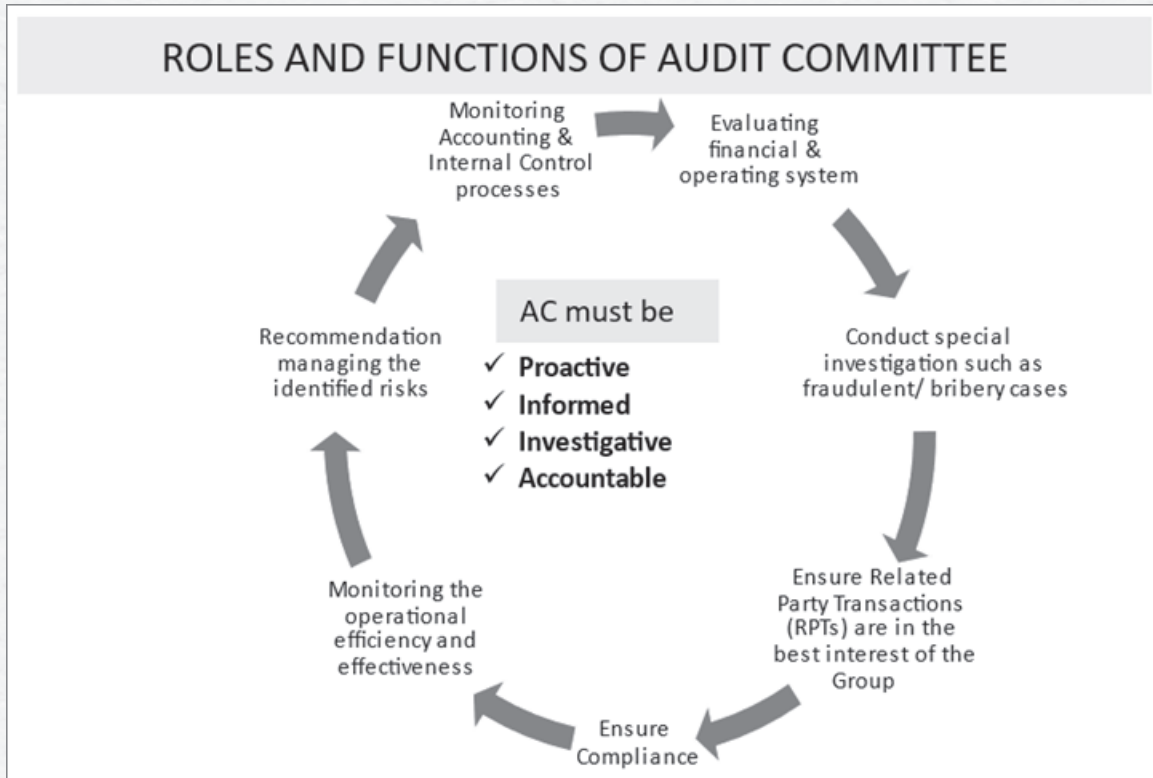 ROLES AND FUNCTIONS OF AUDIT COMMITTEE
Monitoring
Accounting &
Internal Control
processes
Evaluating
financial &
operating system
Conduct special
investigation such as
fraudulent/ bribery cases
Ensure Related
Party Transactions
(RPTs) are in the
best interest of the
Group
Ensure
Compliance
Monitoring the
operational
efficiency and
effectiveness
Recommendation
managing the
identified risks
AC must be
✓ Proactive
✓ Informed
✓ Investigative
✓ Accountable